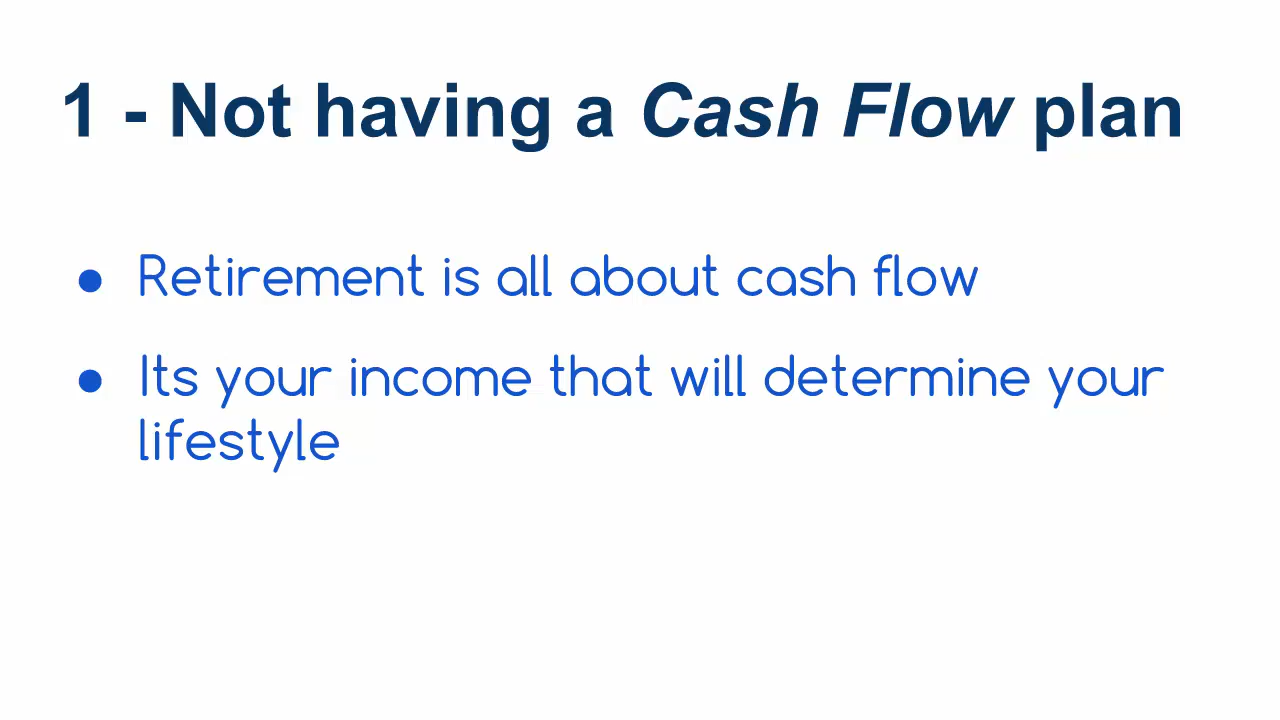 1 - Not having a Cash Flow plan
● Retirement is all about cash flow
● Its your income that will determine your
lifestyle